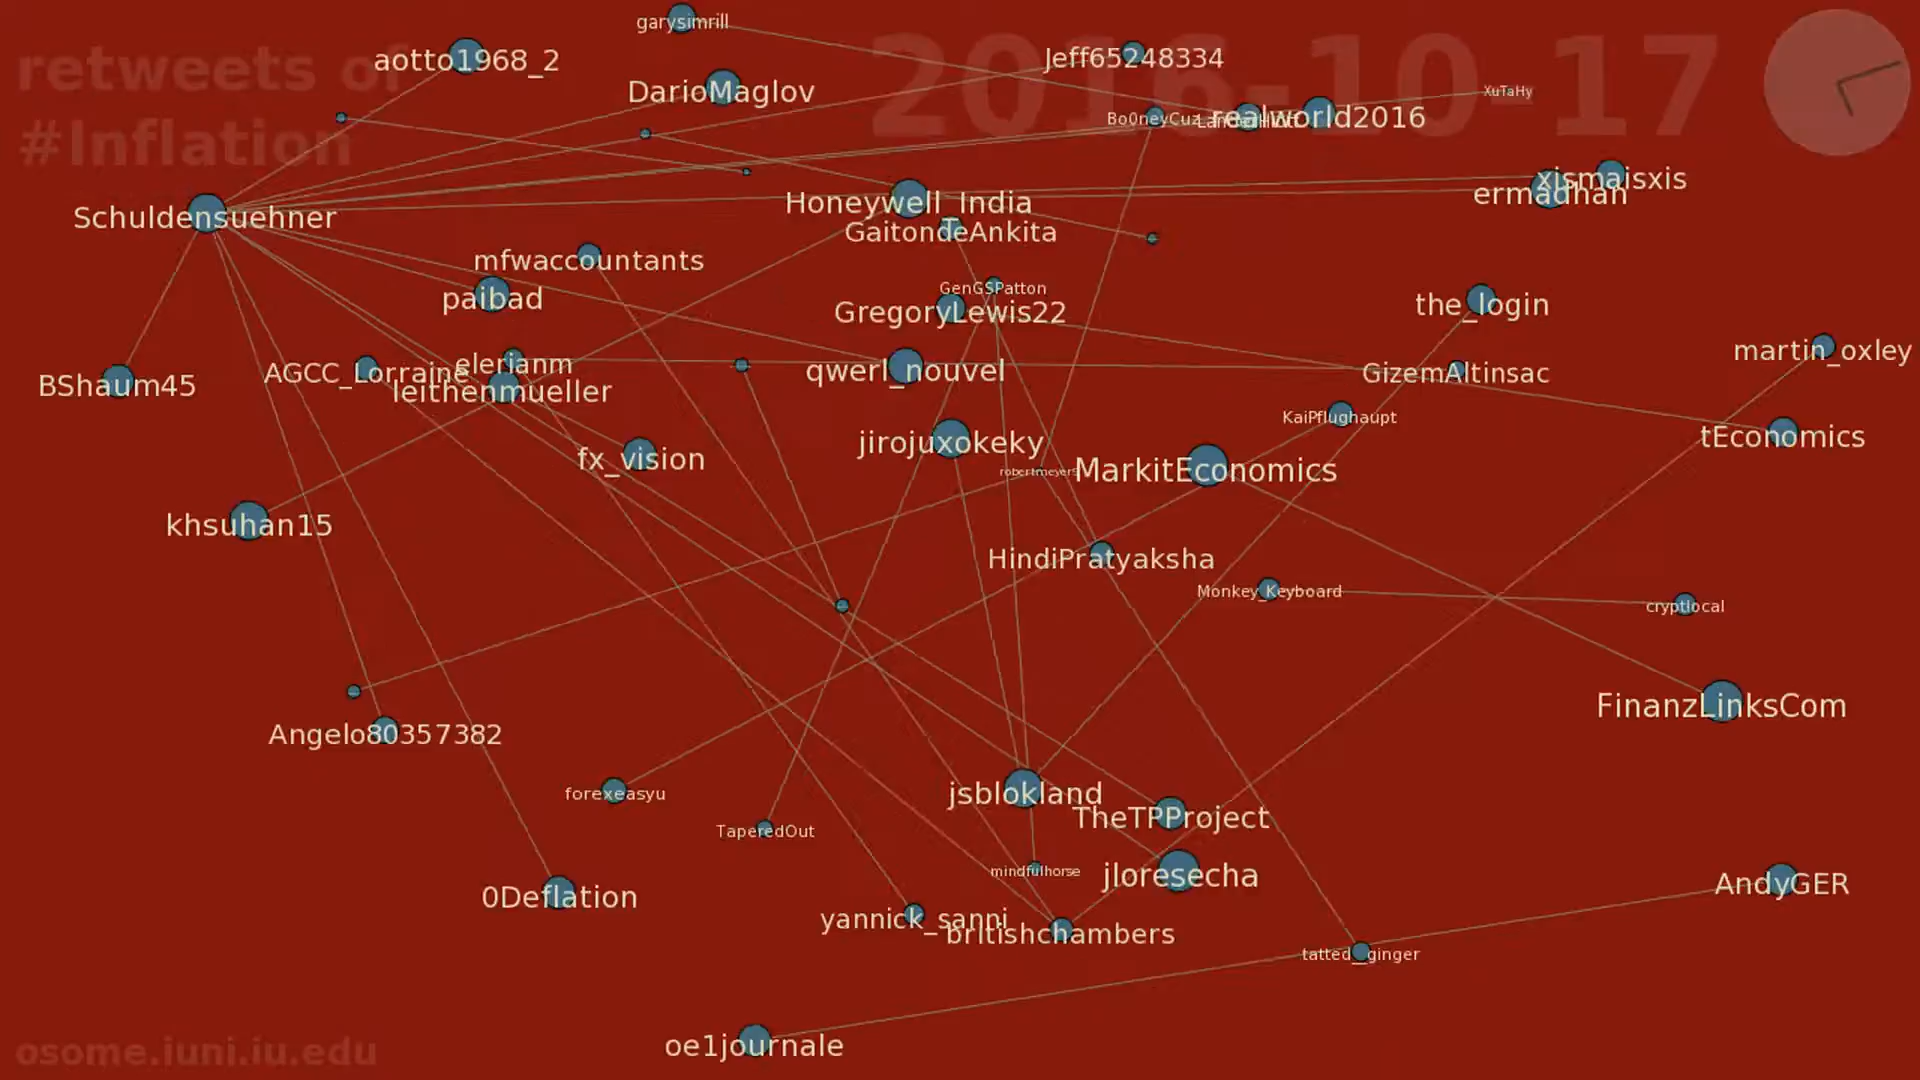 garysimrill
retweets of
#Inflation
2016-10-17
aotto1968_2
Jeff65248334
DarioMaglov
XuTaHy
Bo0neyCuz
realworld2016
xismaisxis
ermadhan
Honeywell_India
Schuldensuehner
GaitondeAnkita
mfwaccountants
GenGSPatton
paibad
GregoryLewis22
the_login
martin_oxley
elerianm
AGCC_Lorraine
qwerl_nouvel
GizemAltinsac
BShaum45
leithenmueller
KaiPflughaupt
tEconomics
jirojuxokeky
fx_vision
MarkitEconomics
khsuhan15
HindiPratyaksha
Monkey_Keyboard
cryptlocal
FinanzLinksCom
Angelo80357382
forexeasyu
jsblokland
TheTPProject
TaperedOut
mindfulhorse
jloresecha
AndyGER
0Deflation
yannick_sanni
britishchambers
tatted__ginger
oe1journale
osome.iuni.iu.edu